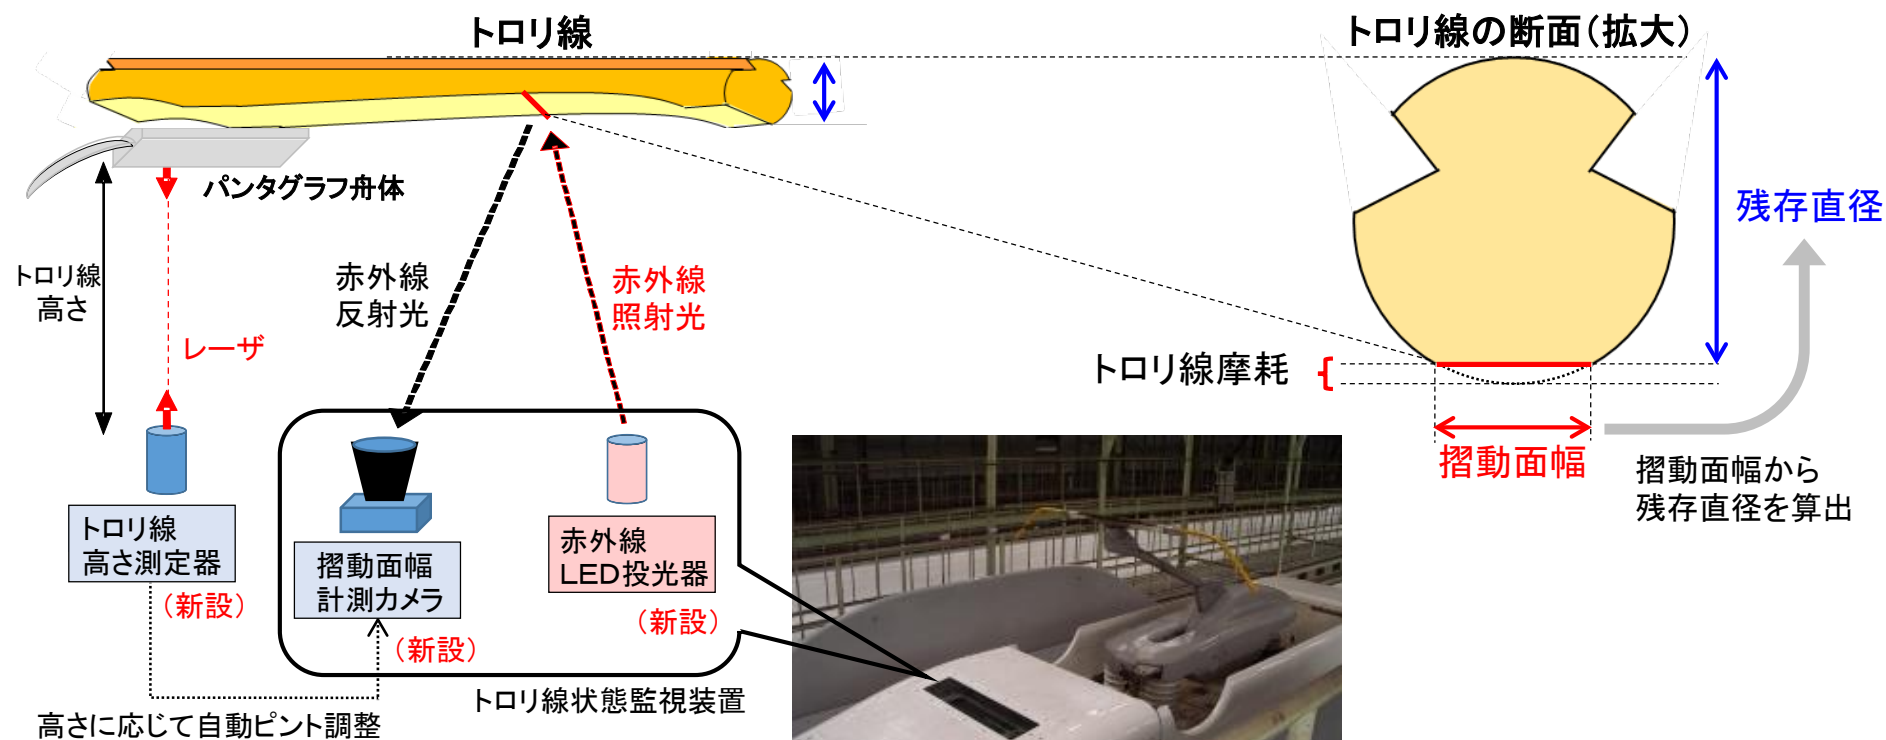 トロリ線
トロリ線の断面（拡大）
パンタグラフ舟体
残存直径
トロリ線
高さ
赤外線
反射光
赤外線
照射光
レーザ
トロリ線摩耗
摺動面幅
摺動面幅から
残存直径を算出
トロリ線
高さ測定器
（新設）
摺動面幅
計測カメラ
（新設）
赤外線
ＬＥＤ投光器
（新設）
トロリ線状態監視装置
高さに応じて自動ピント調整